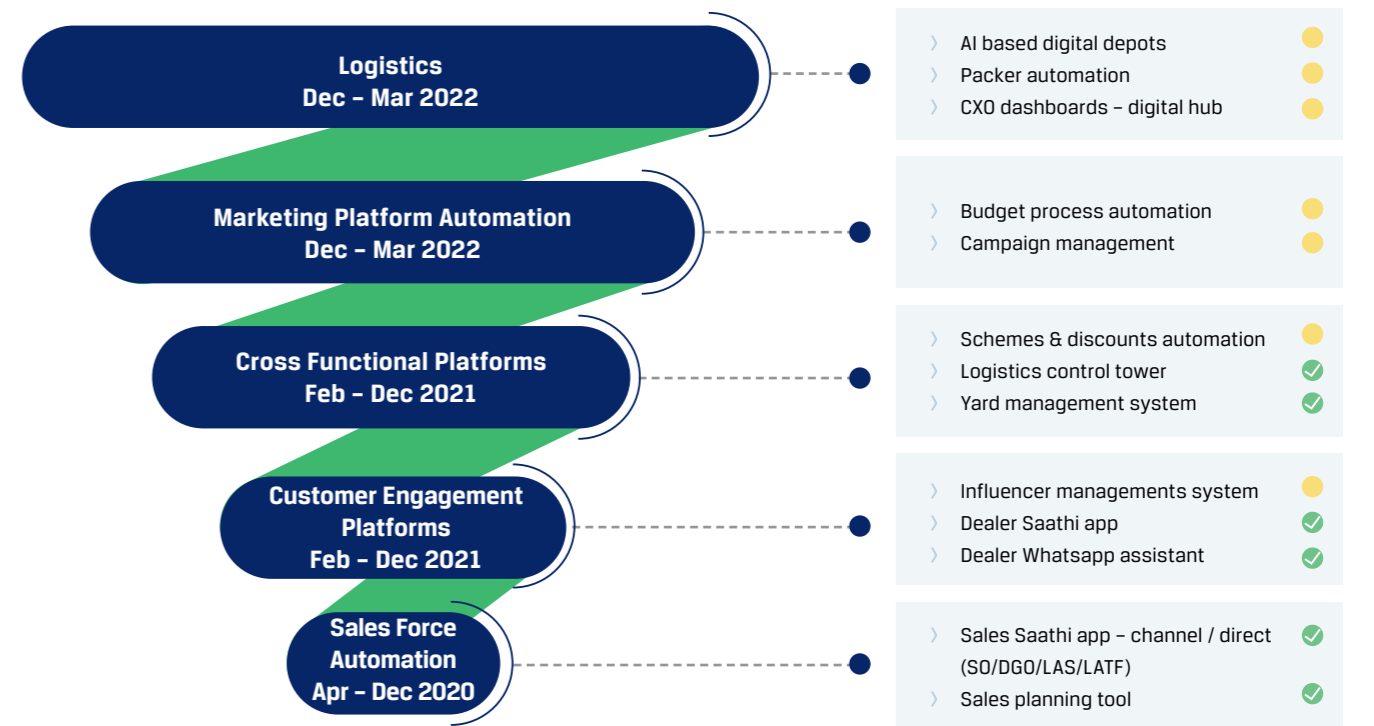 Logistics
Dec – Mar 2022
AI based digital depots
Packer automation
CXO dashboards – digital hub
Marketing Platform Automation
Dec – Mar 2022
Budget process automation
Campaign management
Cross Functional Platforms
Feb – Dec 2021
Schemes & discounts automation
Logistics control tower
Yard management system
Customer Engagement
Platforms
Feb – Dec 2021
Influencer managements system
Dealer Saathi app
Dealer Whatsapp assistant
Sales Force
Automation
Apr – Dec 2020
Sales Saathi app – channel / direct
(SO/DGO/LAS/LATF)
Sales planning tool